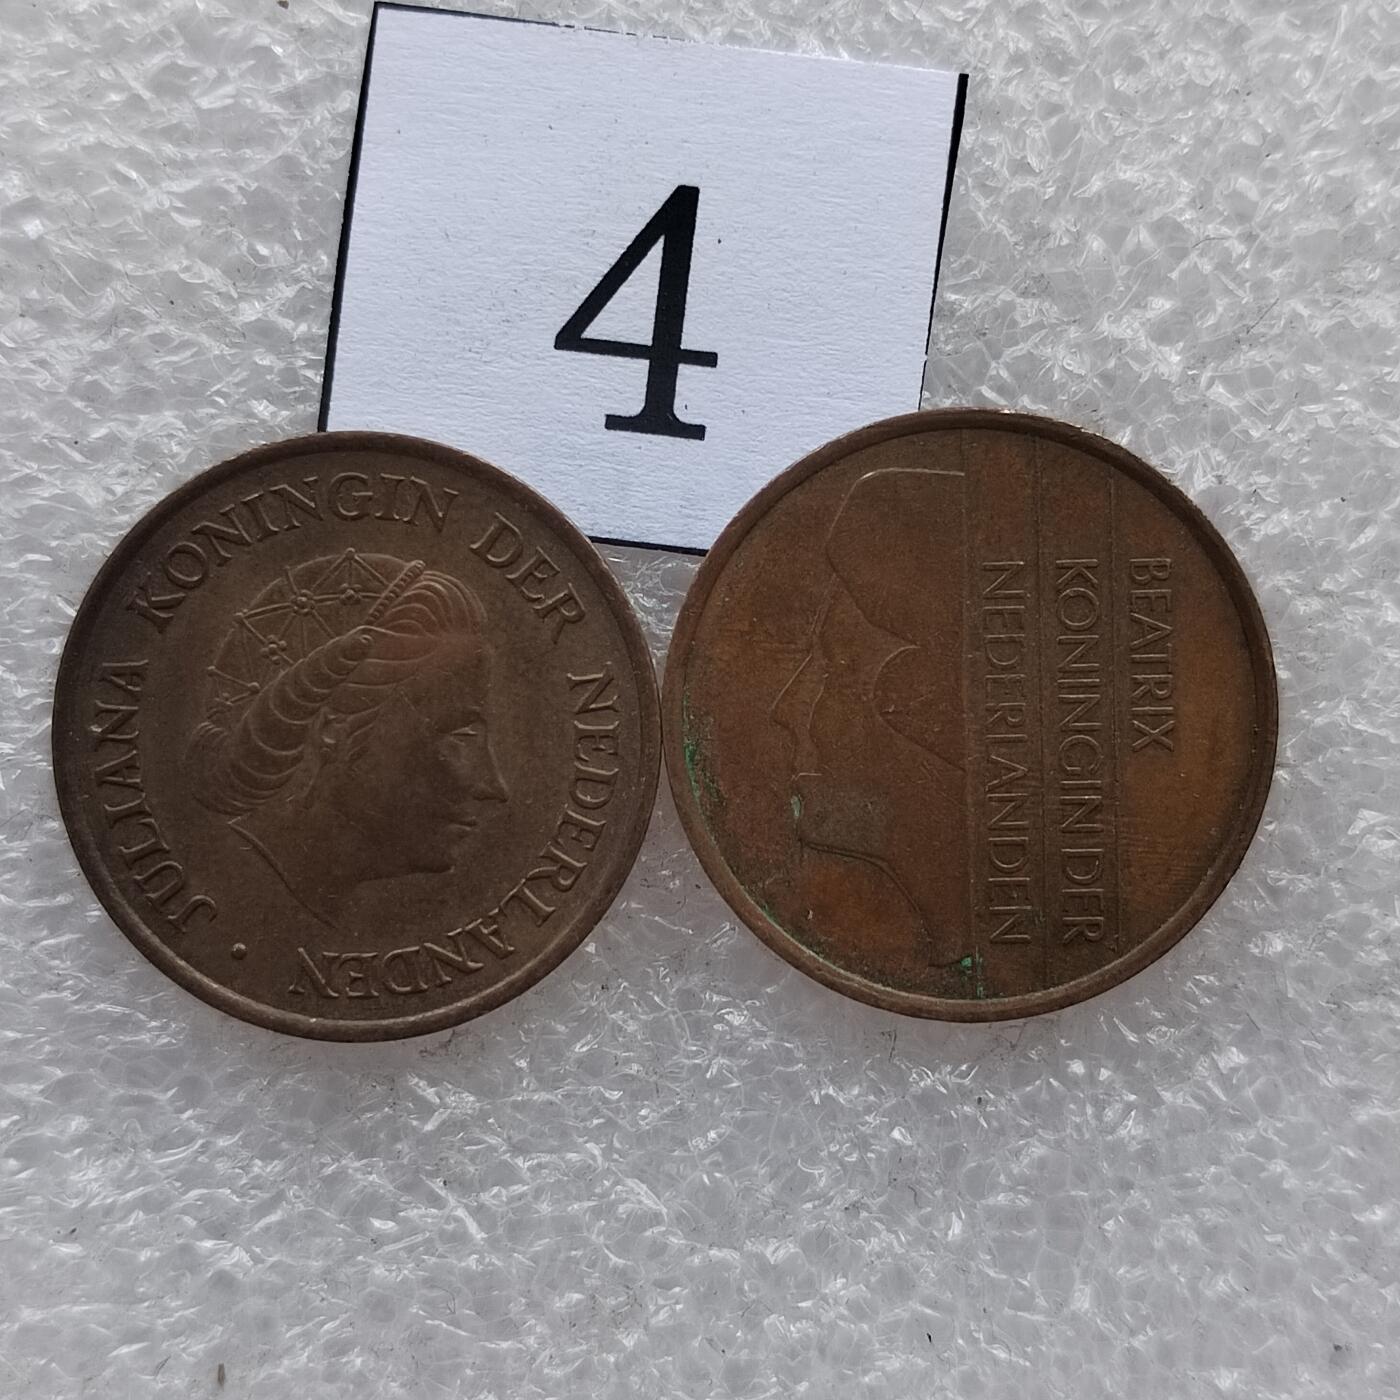 4
JULIANA KONINGIN DER NEDERLANDEN
BEATRIX
KONINGIN DER
NEDERLANDEN